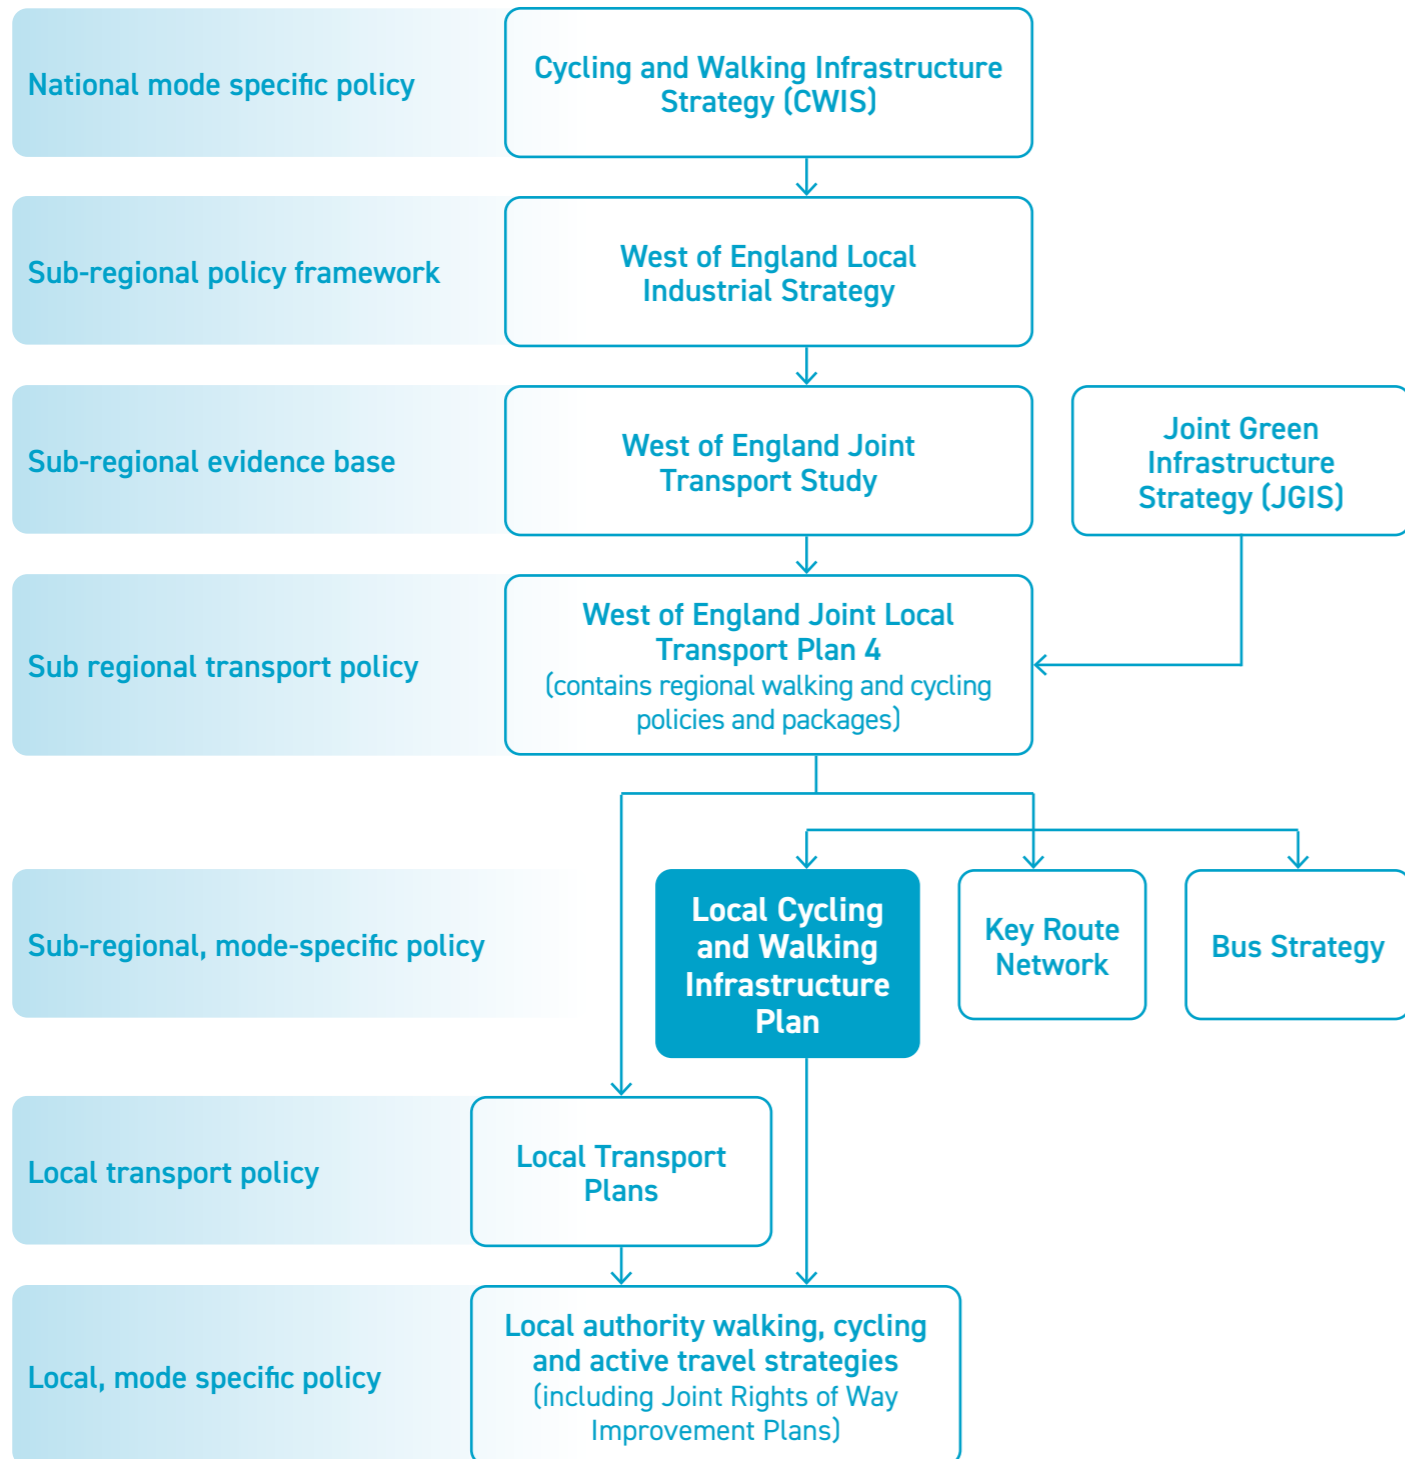 National mode specific policy
Cycling and Walking Infrastructure
Strategy (CWIS)
Sub-regional policy framework
West of England Local
Industrial Strategy
Sub-regional evidence base
West of England Joint
Transport Study
Joint Green
Infrastructure
Strategy (JGIS)
Sub regional transport policy
West of England Joint Local
Transport Plan 4
(contains regional walking and cycling
policies and packages)
Sub-regional, mode-specific policy
Local Cycling
and Walking
Infrastructure
Plan
Key Route
Network
Bus Strategy
Local transport policy
Local Transport
Plans
Local, mode specific policy
Local authority walking, cycling
and active travel strategies
(including Joint Rights of Way
Improvement Plans)